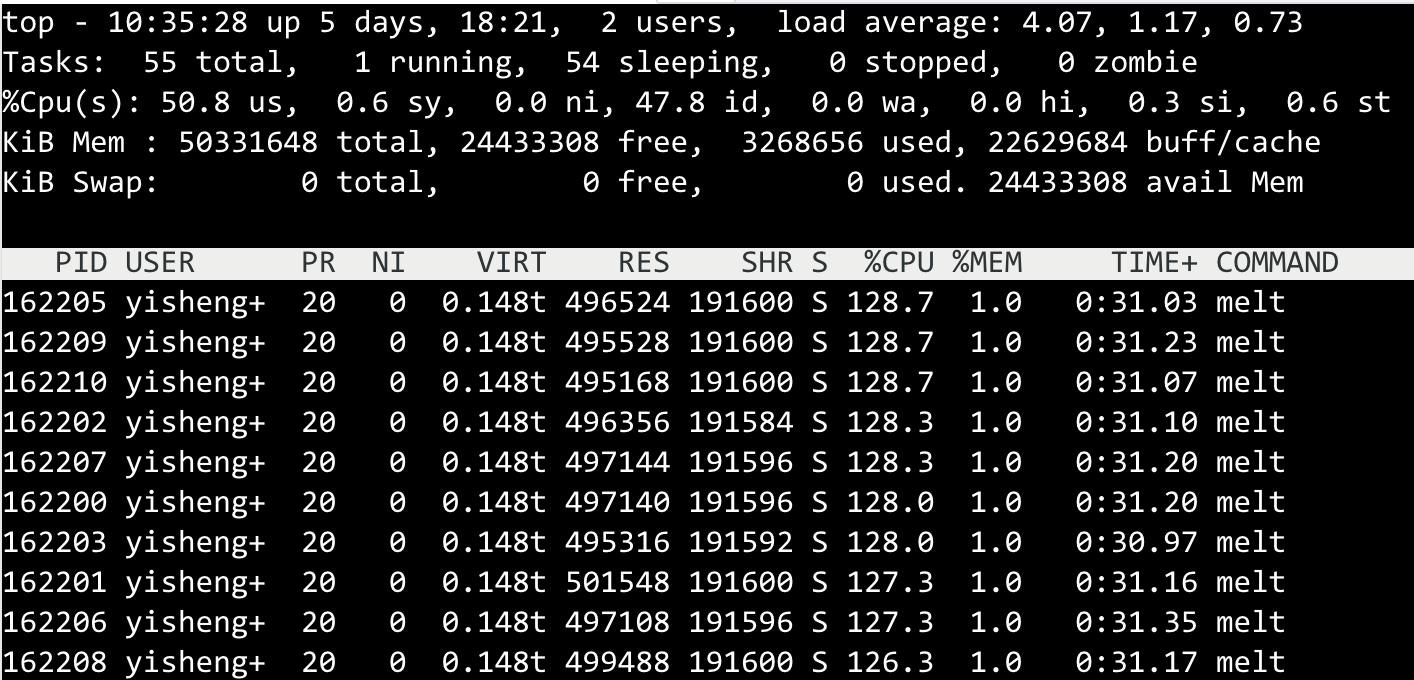 top - 10:35:28 up 5 days, 18:21,  2 users,  load average: 4.07, 1.17, 0.73
Tasks:  55 total,   1 running,  54 sleeping,   0 stopped,   0 zombie
%Cpu(s): 50.8 us,  0.6 sy,  0.0 ni, 47.8 id,  0.0 wa,  0.0 hi,  0.3 si,  0.6 st
KiB Mem : 50331648 total, 24433308 free,  3268656 used, 22629684 buff/cache
KiB Swap:        0 total,        0 free,        0 used. 24433308 avail Mem
   PID USER      PR  NI    VIRT    RES    SHR S  %CPU %MEM     TIME+ COMMAND
162205 yisheng+  20   0  0.148t 496524 191600 S 128.7  1.0   0:31.03 melt
162209 yisheng+  20   0  0.148t 495528 191600 S 128.7  1.0   0:31.23 melt
162210 yisheng+  20   0  0.148t 495168 191600 S 128.7  1.0   0:31.07 melt
162202 yisheng+  20   0  0.148t 496356 191584 S 128.3  1.0   0:31.10 melt
162207 yisheng+  20   0  0.148t 497144 191596 S 128.3  1.0   0:31.20 melt
162200 yisheng+  20   0  0.148t 497140 191596 S 128.0  1.0   0:31.20 melt
162203 yisheng+  20   0  0.148t 495316 191592 S 128.0  1.0   0:30.97 melt
162201 yisheng+  20   0  0.148t 501548 191600 S 127.3  1.0   0:31.16 melt
162206 yisheng+  20   0  0.148t 497108 191596 S 127.3  1.0   0:31.35 melt
162208 yisheng+  20   0  0.148t 499488 191600 S 126.3  1.0   0:31.17 melt